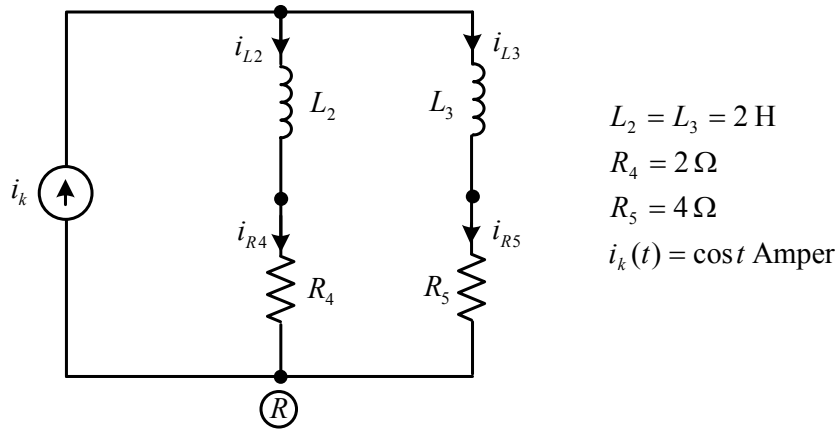 i_{L2}
i_{L3}
L_2
L_3
L_2 = L_3 = 2 H
R_4 = 2 Ω
R_5 = 4 Ω
i_k(t) = cos t Amper
i_k
i_{R4}
i_{R5}
R_4
R_5
R